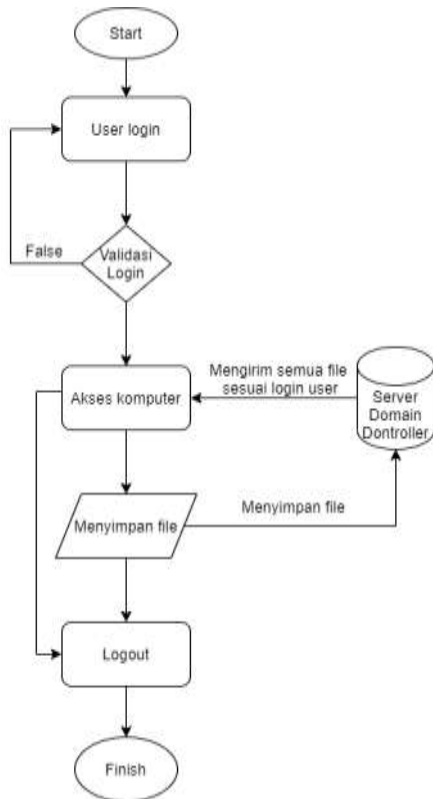 Start
User login
False
Validasi
Login
Mengirim semua file
sesuai login user
Akses komputer
Server
Domain
Dontroller
Menyimpan file
Menyimpan file
Logout
Finish